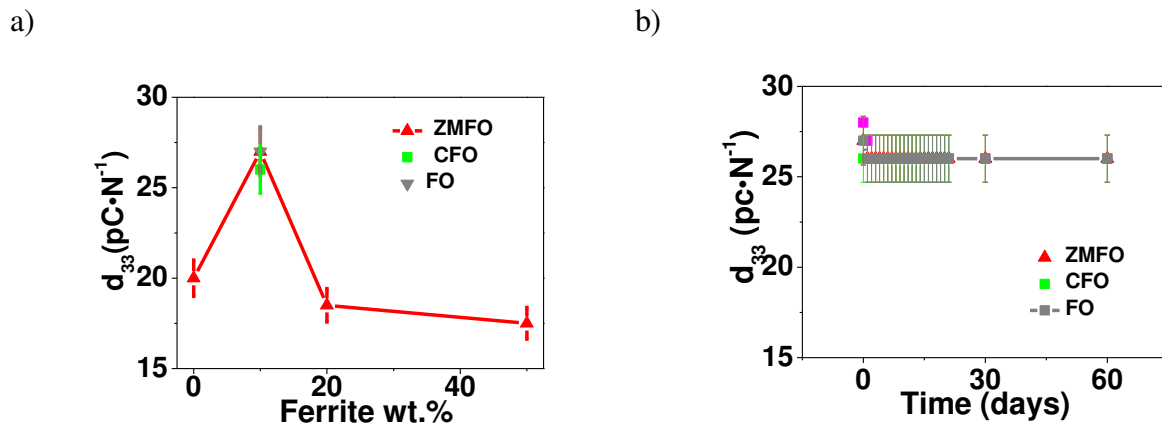 a)
b)
30
25
20
15
d33 (pC·N-1)
0
20
40
Ferrite wt.%
ZMFO
CFO
FO
30
25
20
15
d33 (pc·N-1)
0
30
60
Time (days)
ZMFO
CFO
FO